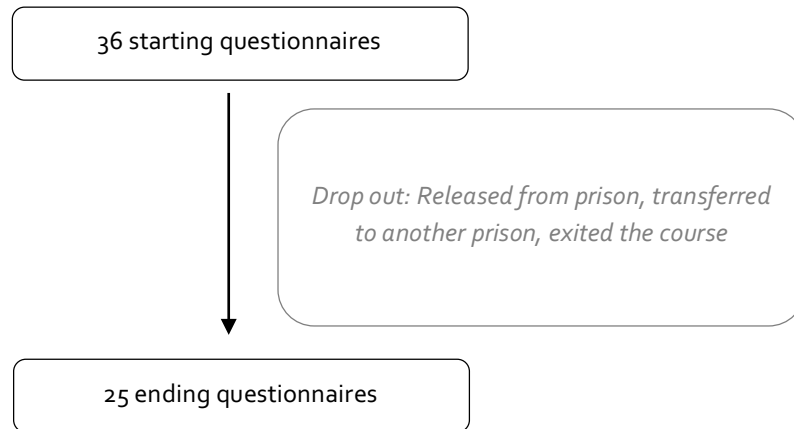 36 starting questionnaires
Drop out: Released from prison, transferred
to another prison, exited the course
25 ending questionnaires